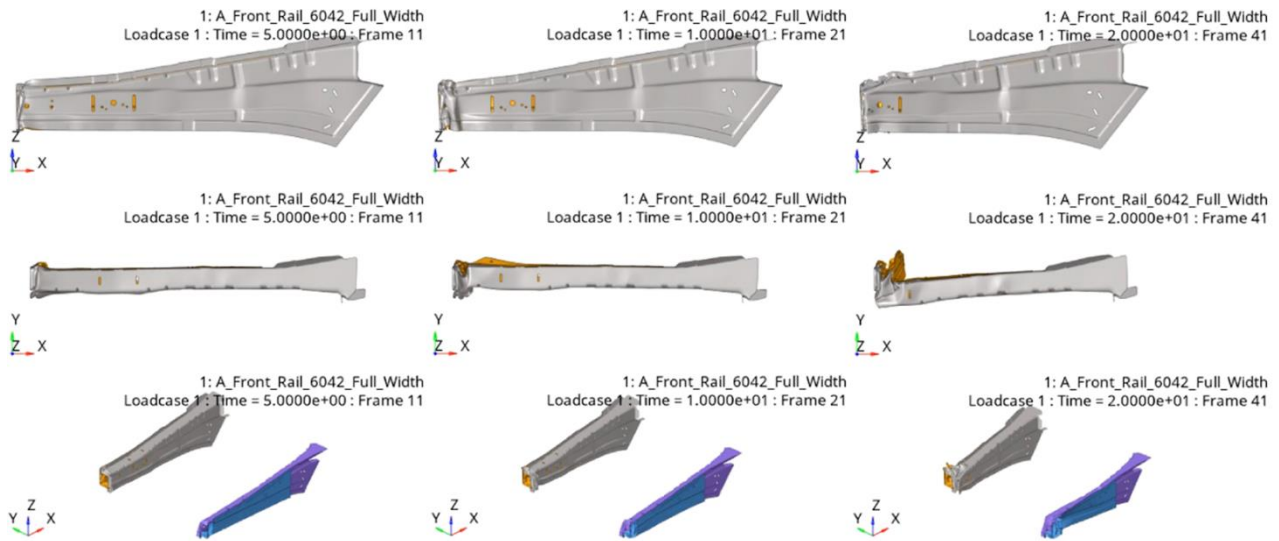 1: A_Front_Rail_6042_Full_Width
Loadcase 1 : Time = 5.0000e+00 : Frame 11
Z
Y X
1: A_Front_Rail_6042_Full_Width
Loadcase 1 : Time = 1.0000e+01 : Frame 21
Z
Y X
1: A_Front_Rail_6042_Full_Width
Loadcase 1 : Time = 2.0000e+01 : Frame 41
Z
Y X
1: A_Front_Rail_6042_Full_Width
Loadcase 1 : Time = 5.0000e+00 : Frame 11
Y
Z X
1: A_Front_Rail_6042_Full_Width
Loadcase 1 : Time = 1.0000e+01 : Frame 21
Y
Z X
1: A_Front_Rail_6042_Full_Width
Loadcase 1 : Time = 2.0000e+01 : Frame 41
Y
Z X
1: A_Front_Rail_6042_Full_Width
Loadcase 1 : Time = 5.0000e+00 : Frame 11
Z
Y X
1: A_Front_Rail_6042_Full_Width
Loadcase 1 : Time = 1.0000e+01 : Frame 21
Z
Y X
1: A_Front_Rail_6042_Full_Width
Loadcase 1 : Time = 2.0000e+01 : Frame 41
Z
Y X